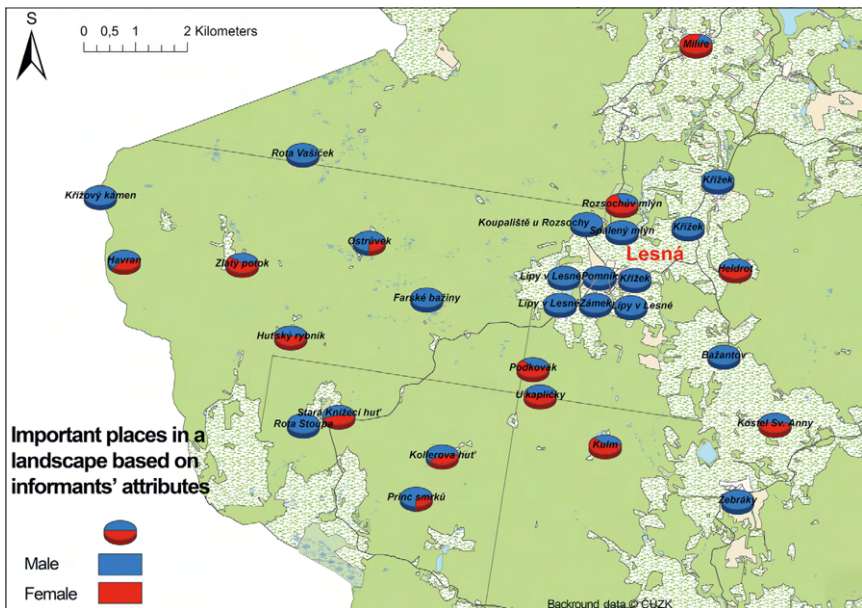 S
0 0,5 1 2 Kilometers
Milíře
Rota Vašíček
Křížek
Křížový kámen
Rozsochův mlýn
Koupaliště u Rozsochy
Spálený mlýn
Křížek
Ostrůvek
Lesná
Havran
Zlatý potok
Heldrot
Lípy v Lesné
Pomník
Křížek
Farské bažiny
Lípy v Lesné
Zámek
Lípy v Lesné
Huťský rybník
Bažantov
Podkovák
U kapličky
Stará Knížecí huť
Rota Stoupa
Kostel Sv. Anny
Important places in a
landscape based on
informants' attributes
Kollerova huť
Kulm
Princ smrků
Žebráky
Male
Female
Backround data © ČÚZK